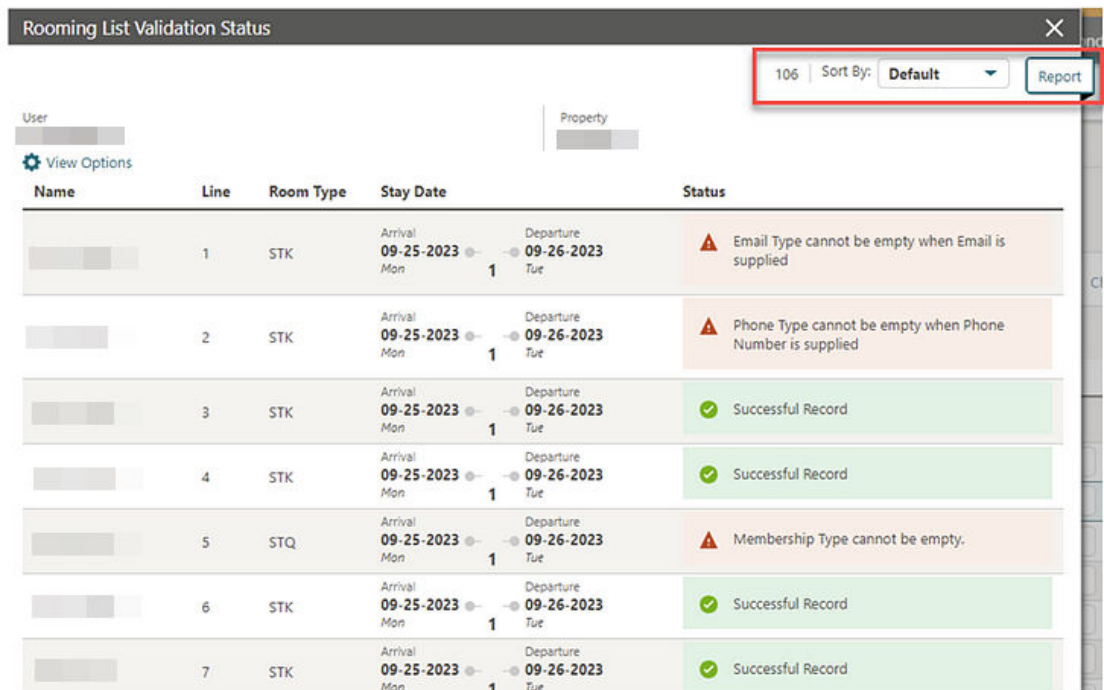 Rooming List Validation Status
106 Sort By: Default Report
User Property
View Options
Name Line Room Type Stay Date Status
Arrival Departure
1 STK 09-25-2023 09-26-2023 Email Type cannot be empty when Email is
Mon 1 Tue supplied
Arrival Departure
2 STK 09-25-2023 09-26-2023 Phone Type cannot be empty when Phone
Mon 1 Tue Number is supplied
Arrival Departure
3 STK 09-25-2023 09-26-2023 Successful Record
Mon 1 Tue
Arrival Departure
4 STK 09-25-2023 09-26-2023 Successful Record
Mon 1 Tue
Arrival Departure
5 STQ 09-25-2023 09-26-2023 Membership Type cannot be empty.
Mon 1 Tue
Arrival Departure
6 STK 09-25-2023 09-26-2023 Successful Record
Mon 1 Tue
Arrival Departure
7 STK 09-25-2023 09-26-2023 Successful Record
Mon 1 Tue